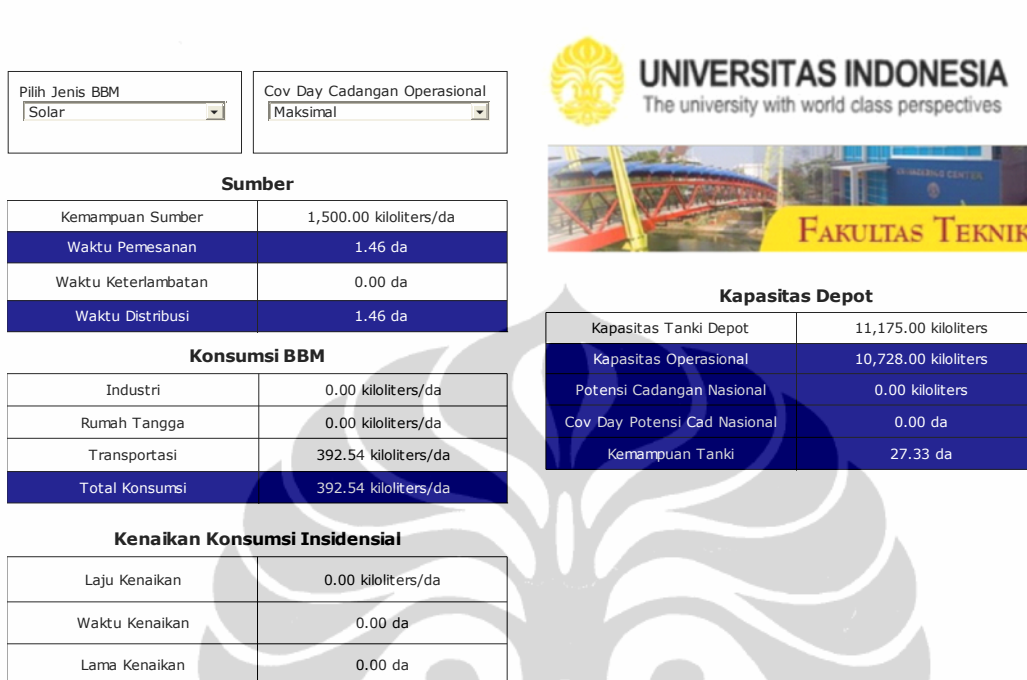 Pilih Jenis BBM
Solar
Cov Day Cadangan Operasional
Maksimal
Sumber
Kemampuan Sumber 1,500.00 kiloliters/da
Waktu Pemesanan 1.46 da
Waktu Keterlambatan 0.00 da
Waktu Distribusi 1.46 da
Konsumsi BBM
Industri 0.00 kiloliters/da
Rumah Tangga 0.00 kiloliters/da
Transportasi 392.54 kiloliters/da
Total Konsumsi 392.54 kiloliters/da
Kenaikan Konsumsi Insidensial
Laju Kenaikan 0.00 kiloliters/da
Waktu Kenaikan 0.00 da
Lama Kenaikan 0.00 da
UNIVERSITAS INDONESIA
The university with world class perspectives
ENGINEERING CENTER
FAKULTAS TEKNIK
Kapasitas Depot
Kapasitas Tanki Depot 11,175.00 kiloliters
Kapasitas Operasional 10,728.00 kiloliters
Potensi Cadangan Nasional 0.00 kiloliters
Cov Day Potensi Cad Nasional 0.00 da
Kemampuan Tanki 27.33 da